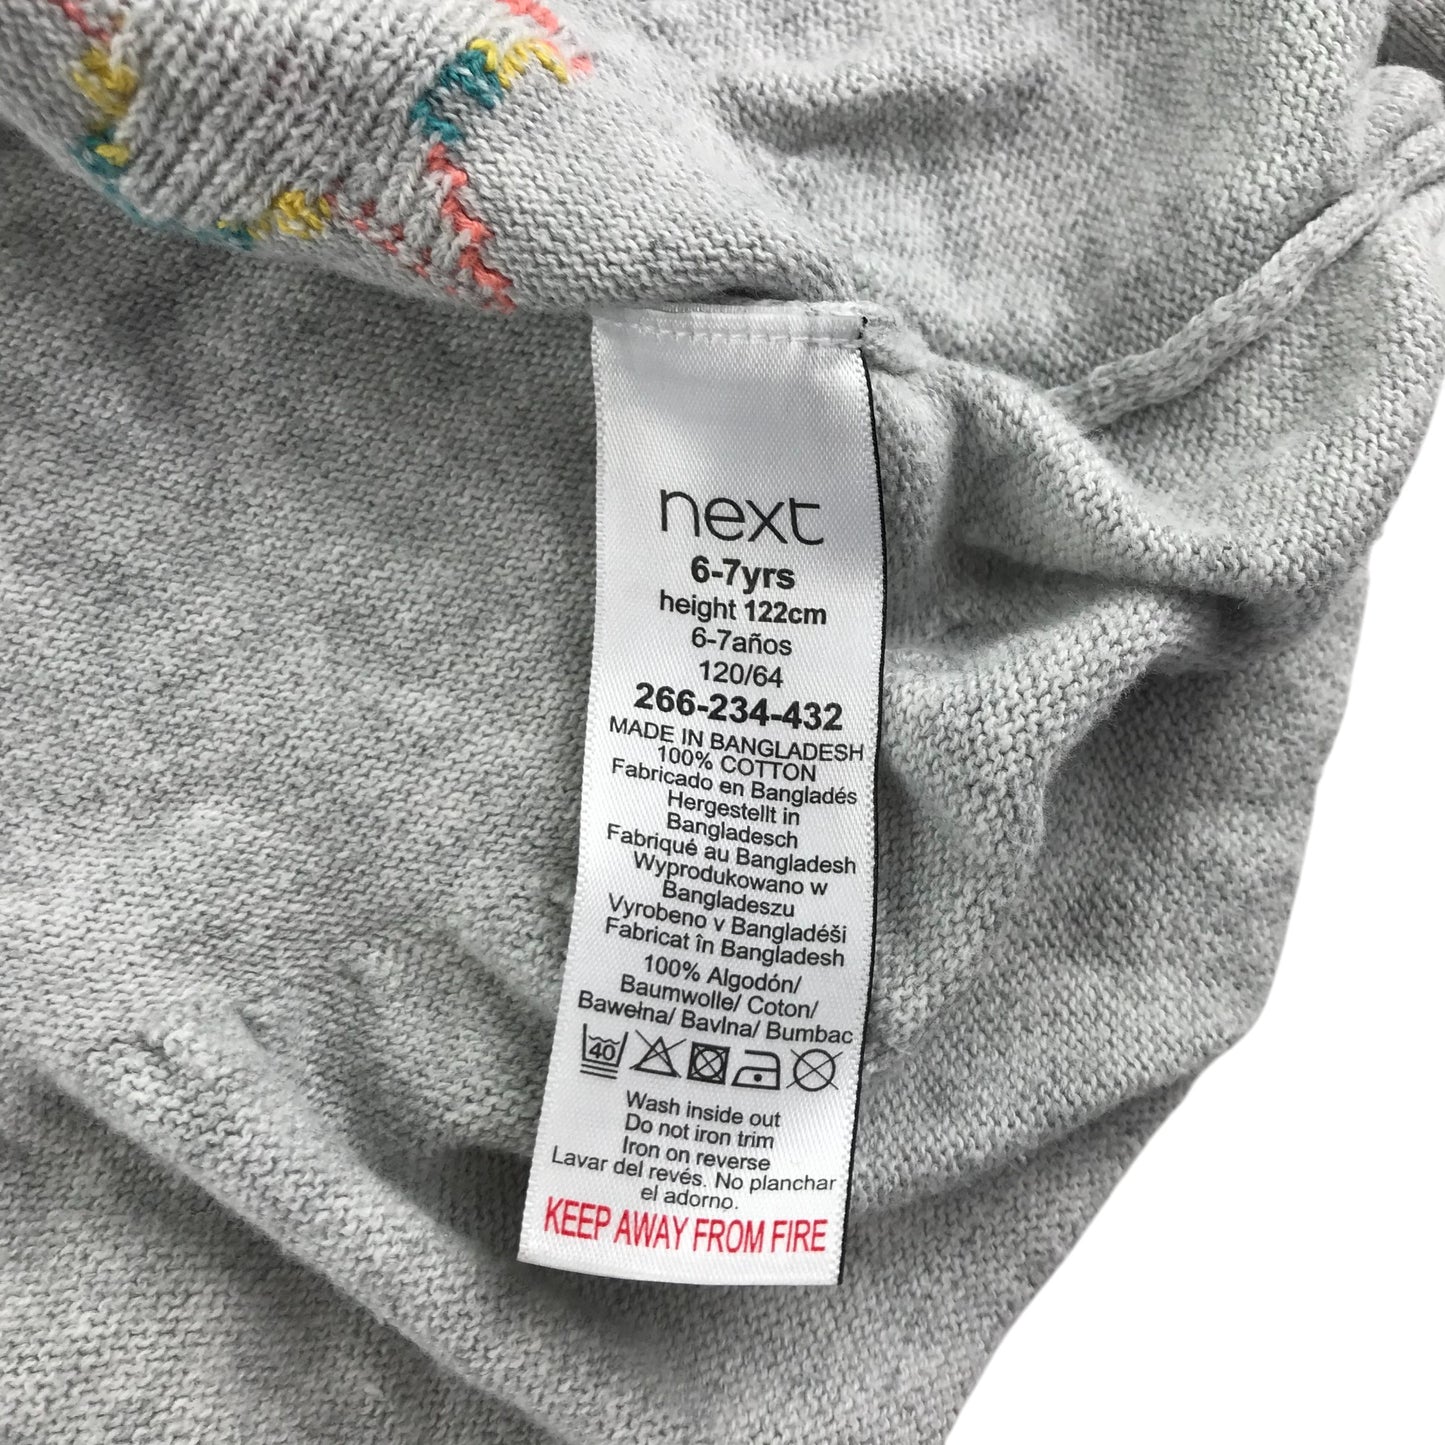 next
6-7yrs
height 122cm
6-7años
120/64
266-234-432
MADE IN BANGLADESH
100% COTTON
Fabricado en Bangladés
Hergestellt in
Bangladesch
Fabriqué au Bangladesh
Wyprodukowano w
Bangladeszu
Vyrobeno v Bangladéši
Fabricat în Bangladesh
100% Algodón/
Baumwolle/ Coton/
Bawełna/ Bavlna/ Bumbac
40
Wash inside out
Do not iron trim
Iron on reverse
Lavar del revés. No planchar
el adorno.
KEEP AWAY FROM FIRE